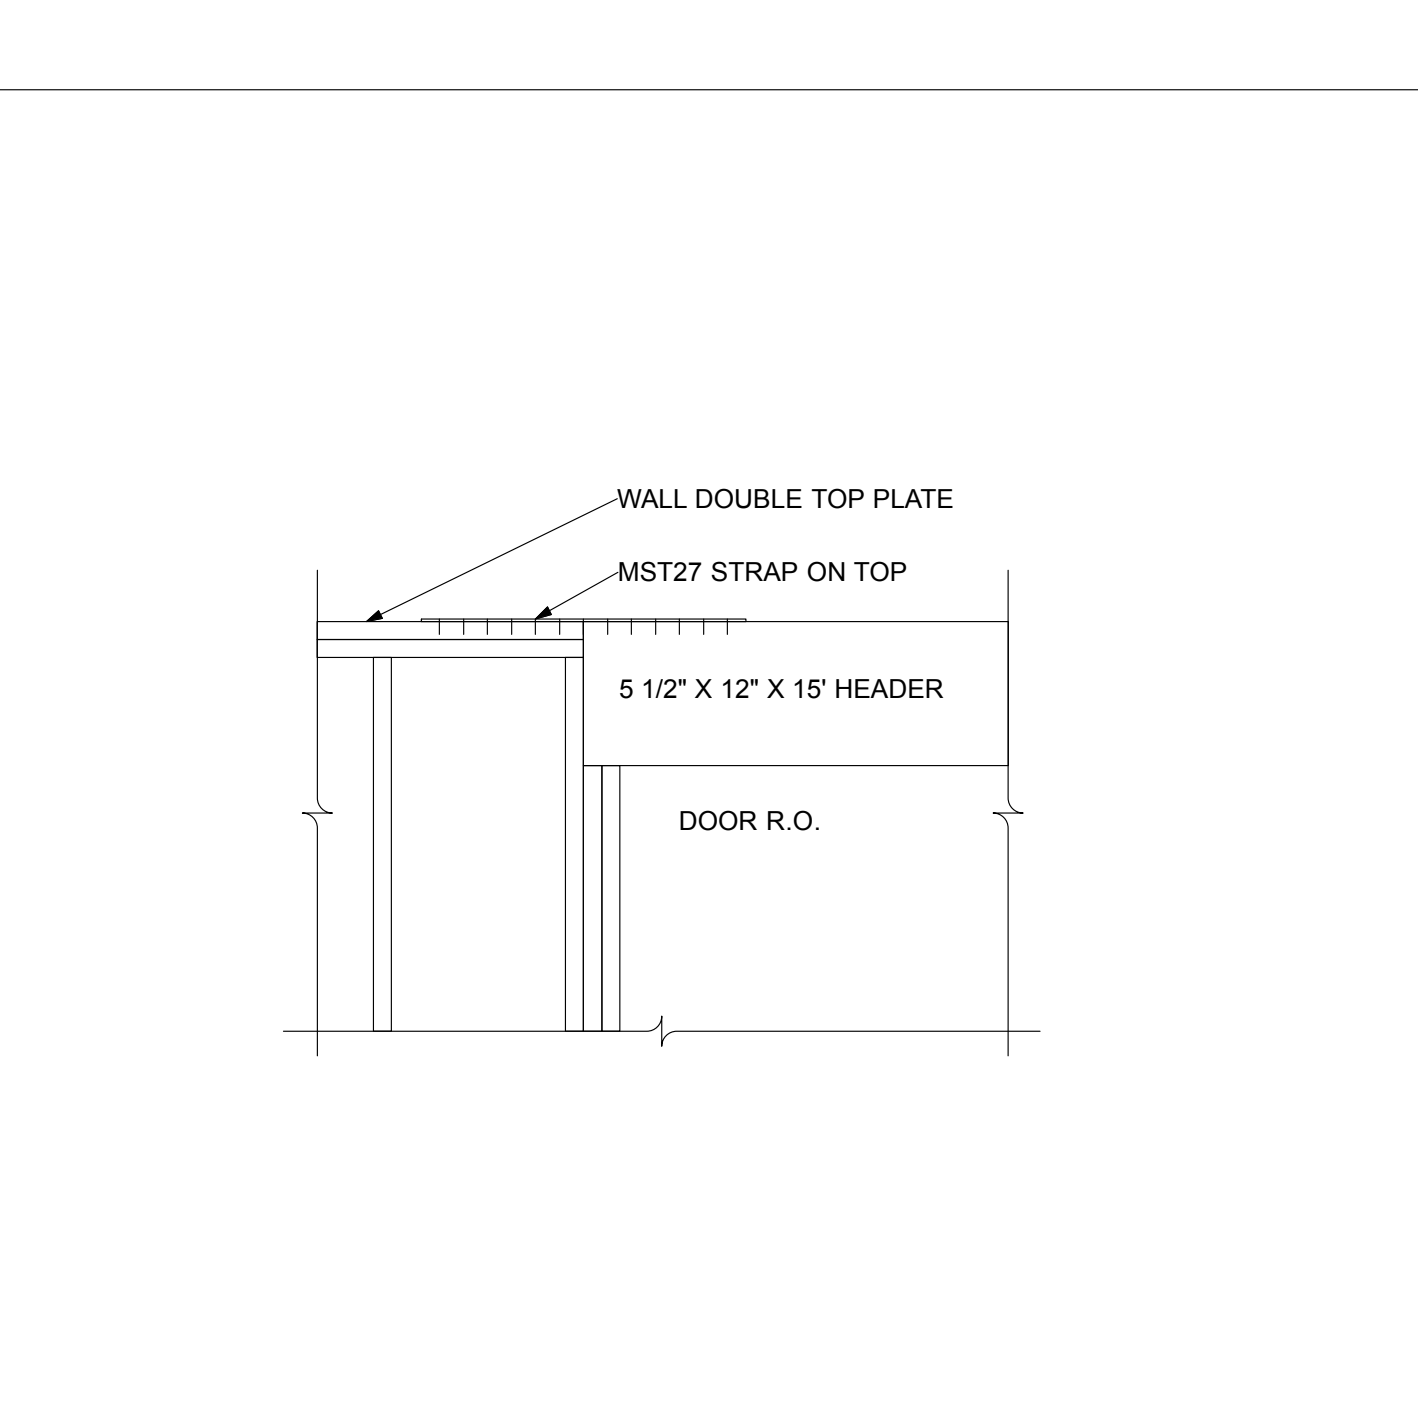 WALL DOUBLE TOP PLATE
MST27 STRAP ON TOP
5 1/2" X 12" X 15' HEADER
DOOR R.O.